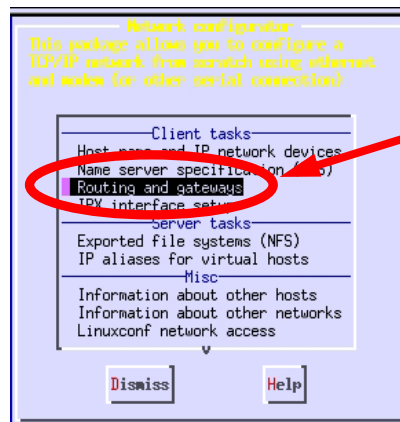 Network configurator
This package allows you to configure a
TCP/IP network from scratch using ethernet
and modem (or other serial connection)
Client tasks
Host name and IP network devices
Name server specification (DNS)
Routing and gateways
IPX interface setup
Server tasks
Exported file systems (NFS)
IP aliases for virtual hosts
Misc
Information about other hosts
Information about other networks
Linuxconf network access
Dismiss
Help